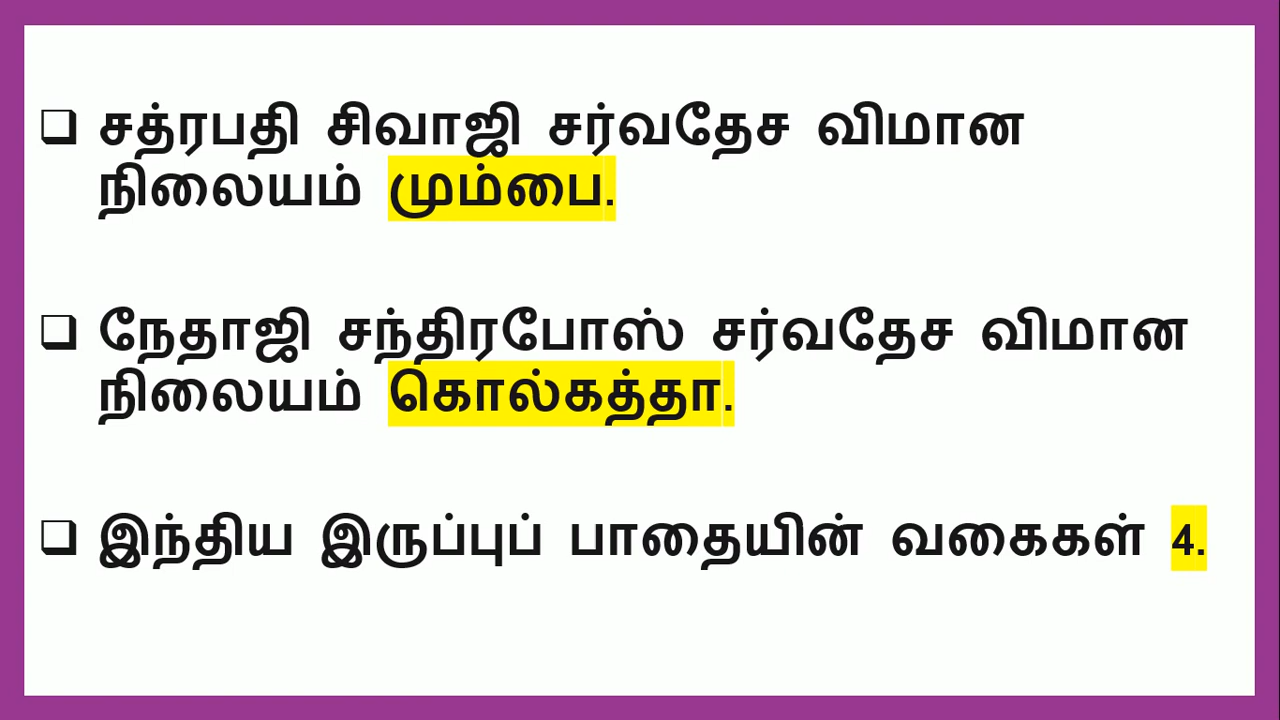 சத்ரபதி சிவாஜி சர்வதேச விமான
நிலையம் மும்பை.
நேதாஜி சந்திரபோஸ் சர்வதேச விமான
நிலையம் கொல்கத்தா.
இந்திய இருப்புப் பாதையின் வகைகள் 4.